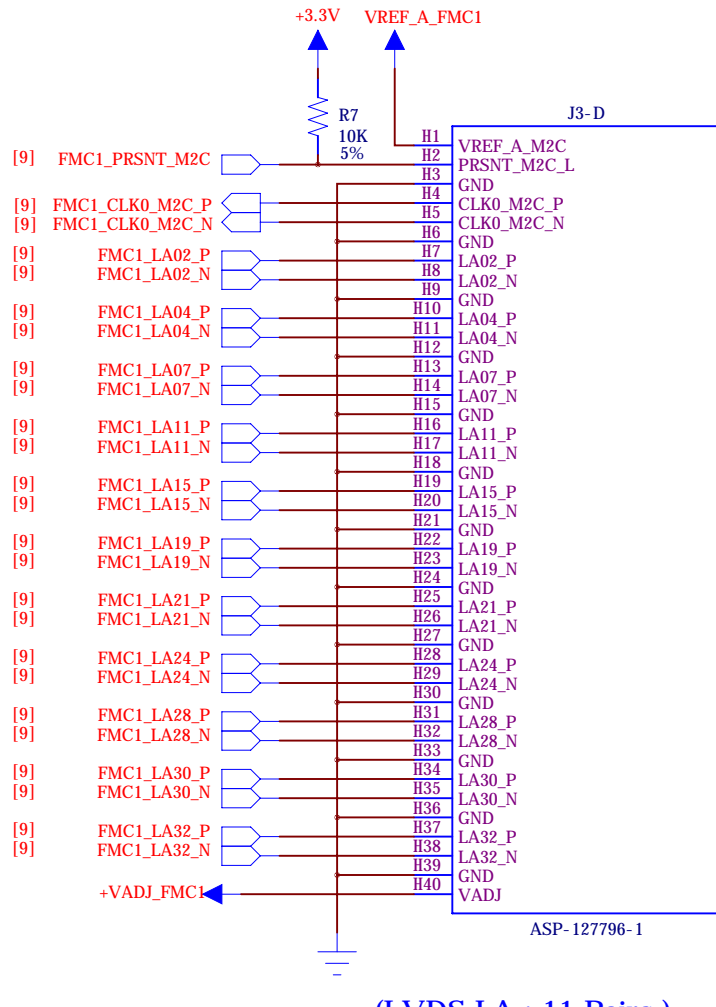 +3.3V VREF_A_FMC1
R7
10K
5%
J3-D
[9] FMC1_PRSNT_M2C
[9] FMC1_CLK0_M2C_P
[9] FMC1_CLK0_M2C_N
[9] FMC1_LA02_P
[9] FMC1_LA02_N
[9] FMC1_LA04_P
[9] FMC1_LA04_N
[9] FMC1_LA07_P
[9] FMC1_LA07_N
[9] FMC1_LA11_P
[9] FMC1_LA11_N
[9] FMC1_LA15_P
[9] FMC1_LA15_N
[9] FMC1_LA19_P
[9] FMC1_LA19_N
[9] FMC1_LA21_P
[9] FMC1_LA21_N
[9] FMC1_LA24_P
[9] FMC1_LA24_N
[9] FMC1_LA28_P
[9] FMC1_LA28_N
[9] FMC1_LA30_P
[9] FMC1_LA30_N
[9] FMC1_LA32_P
[9] FMC1_LA32_N
+VADJ_FMC1
H1 VREF_A_M2C
H2 PRSNT_M2C_L
H3 GND
H4 CLK0_M2C_P
H5 CLK0_M2C_N
H6 GND
H7 LA02_P
H8 LA02_N
H9 GND
H10 LA04_P
H11 LA04_N
H12 GND
H13 LA07_P
H14 LA07_N
H15 GND
H16 LA11_P
H17 LA11_N
H18 GND
H19 LA15_P
H20 LA15_N
H21 GND
H22 LA19_P
H23 LA19_N
H24 GND
H25 LA21_P
H26 LA21_N
H27 GND
H28 LA24_P
H29 LA24_N
H30 GND
H31 LA28_P
H32 LA28_N
H33 GND
H34 LA30_P
H35 LA30_N
H36 GND
H37 LA32_P
H38 LA32_N
H39 GND
H40 VADJ
ASP-127796-1
(LVDS LA : 11 Pairs )